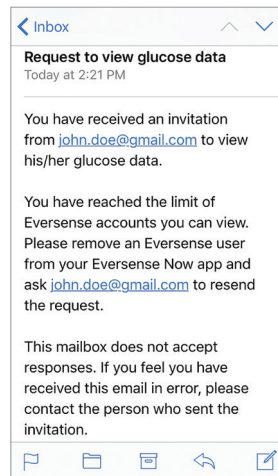 Inbox
Request to view glucose data
Today at 2:21 PM
You have received an invitation
from john.doe@gmail.com to view
his/her glucose data.
You have reached the limit of
Eversense accounts you can view.
Please remove an Eversense user
from your Eversense Now app and
ask john.doe@gmail.com to resend
the request.
This mailbox does not accept
responses. If you feel you have
received this email in error, please
contact the person who sent the
invitation.